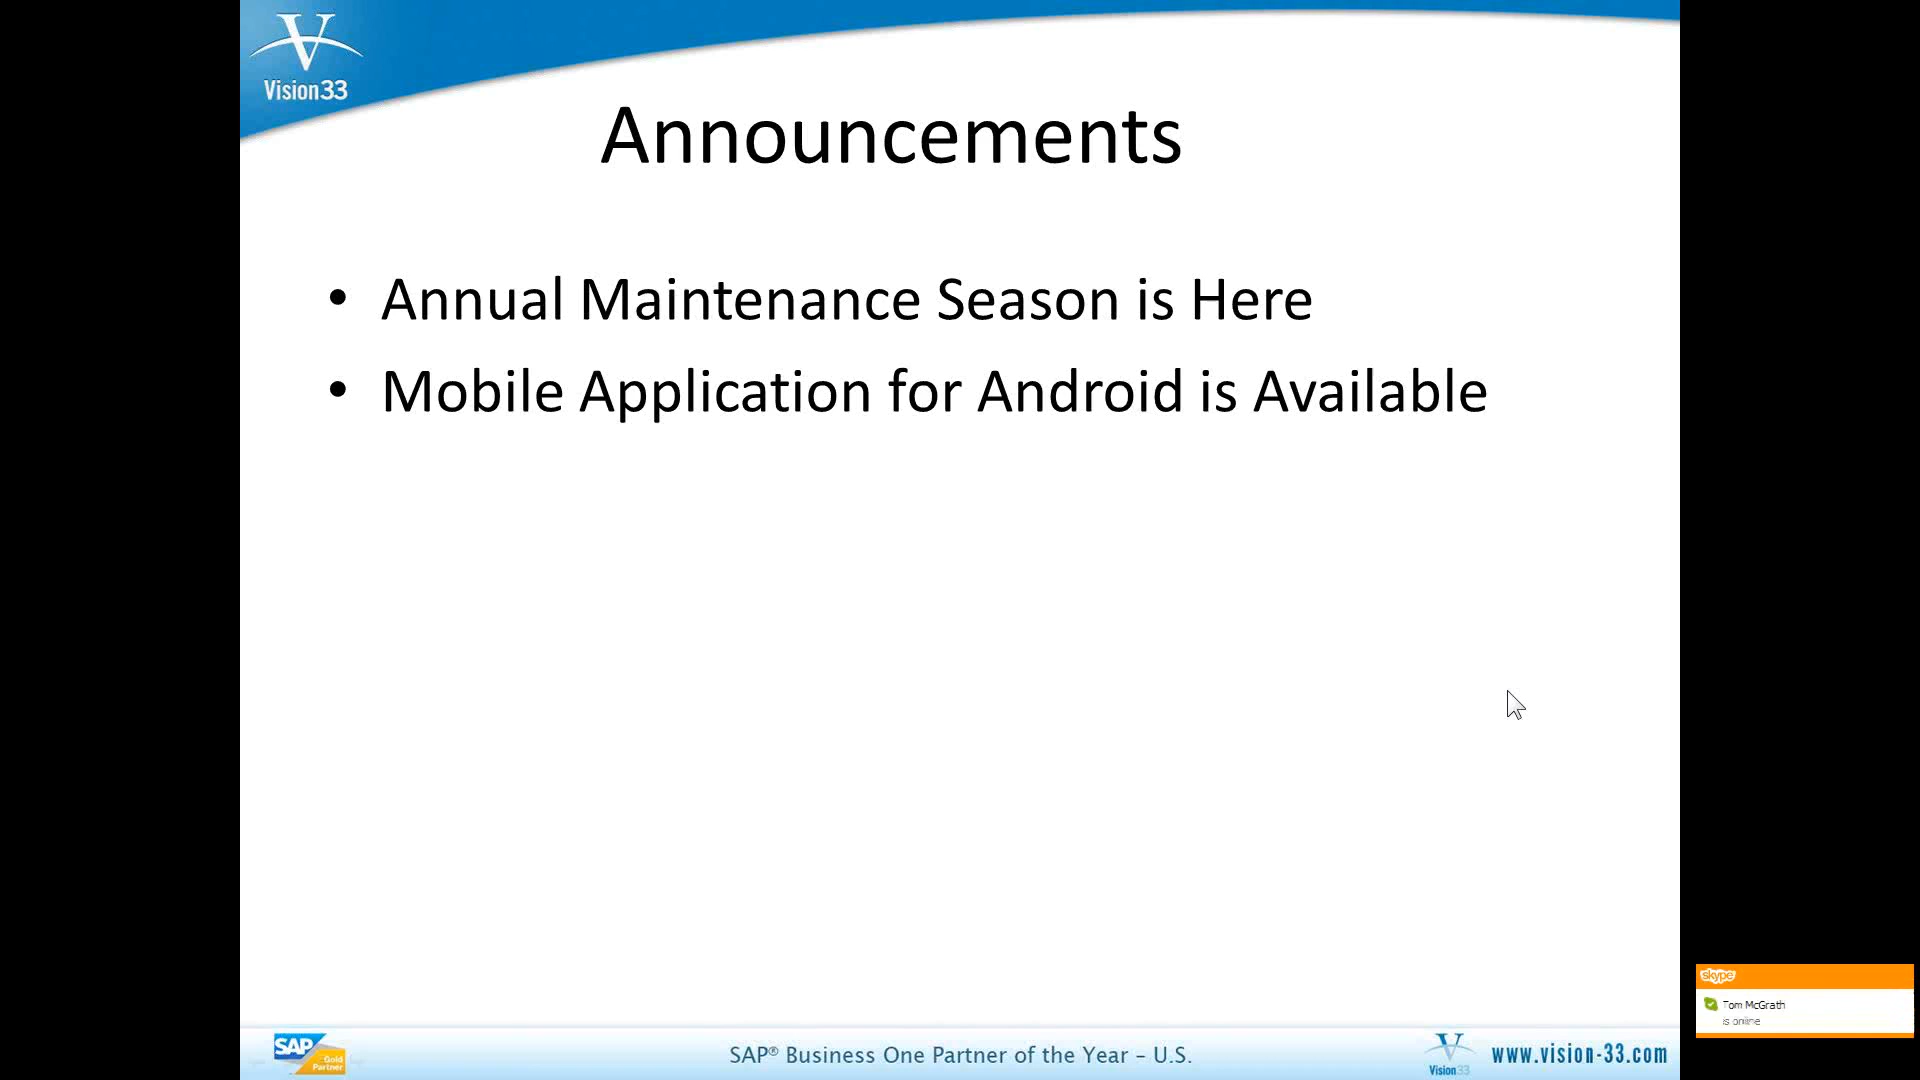 Vision33
Announcements
• Annual Maintenance Season is Here
• Mobile Application for Android is Available
skype
Tom McGrath
is online
SAP Gold Partner
SAP® Business One Partner of the Year – U.S.
Vision33
www.vision-33.com